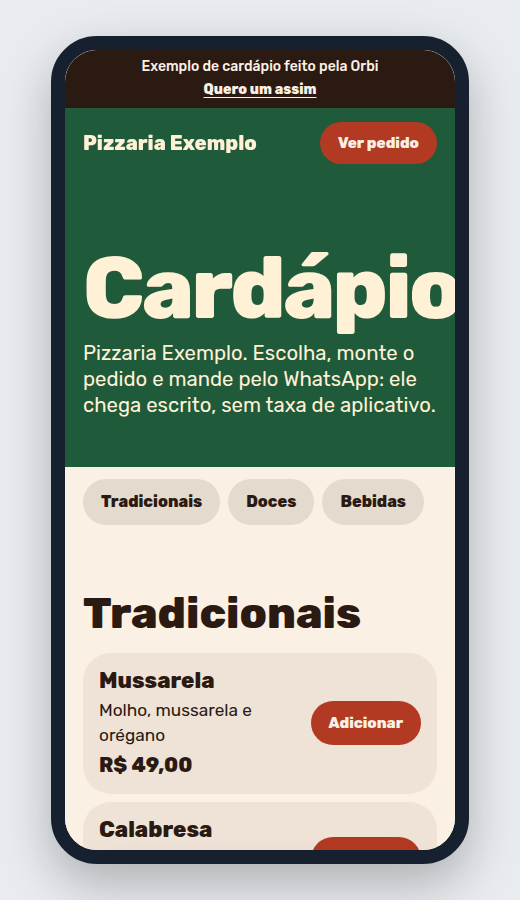 Exemplo de cardápio feito pela Orbi
Quero um assim
Pizzaria Exemplo
Ver pedido
Cardápio
Pizzaria Exemplo. Escolha, monte o
pedido e mande pelo WhatsApp: ele
chega escrito, sem taxa de aplicativo.
Tradicionais
Doces
Bebidas
Tradicionais
Mussarela
Molho, mussarela e
orégano
R$ 49,00
Adicionar
Calabresa